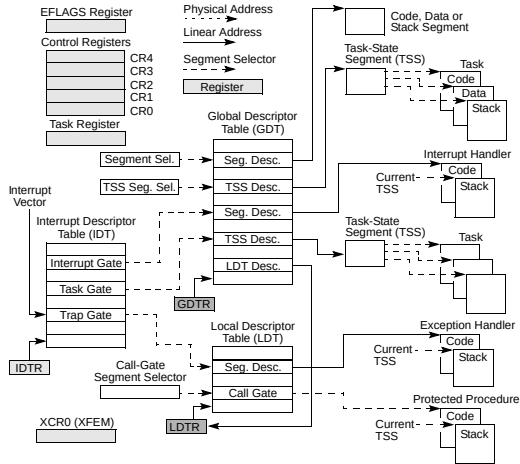 EFLAGS Register
Control Registers
CR4
CR3
CR2
CR1
CR0
Task Register
Physical Address
Linear Address
Segment Selector
Register
Global Descriptor
Table (GDT)
Segment Sel.
TSS Seg. Sel.
Seg. Desc.
TSS Desc.
Seg. Desc.
TSS Desc.
LDT Desc.
GDTR
Interrupt
Vector
Interrupt Descriptor
Table (IDT)
Interrupt Gate
Task Gate
Trap Gate
IDTR
Call-Gate
Segment Selector
XCR0 (XFEM)
Local Descriptor
Table (LDT)
Seg. Desc.
Call Gate
LDTR
Code, Data or
Stack Segment
Task-State
Segment (TSS)
Task
Code
Data
Stack
Interrupt Handler
Code
Current
TSS
Stack
Task-State
Segment (TSS)
Task
Exception Handler
Code
Current
TSS
Stack
Protected Procedure
Code
Current
TSS
Stack